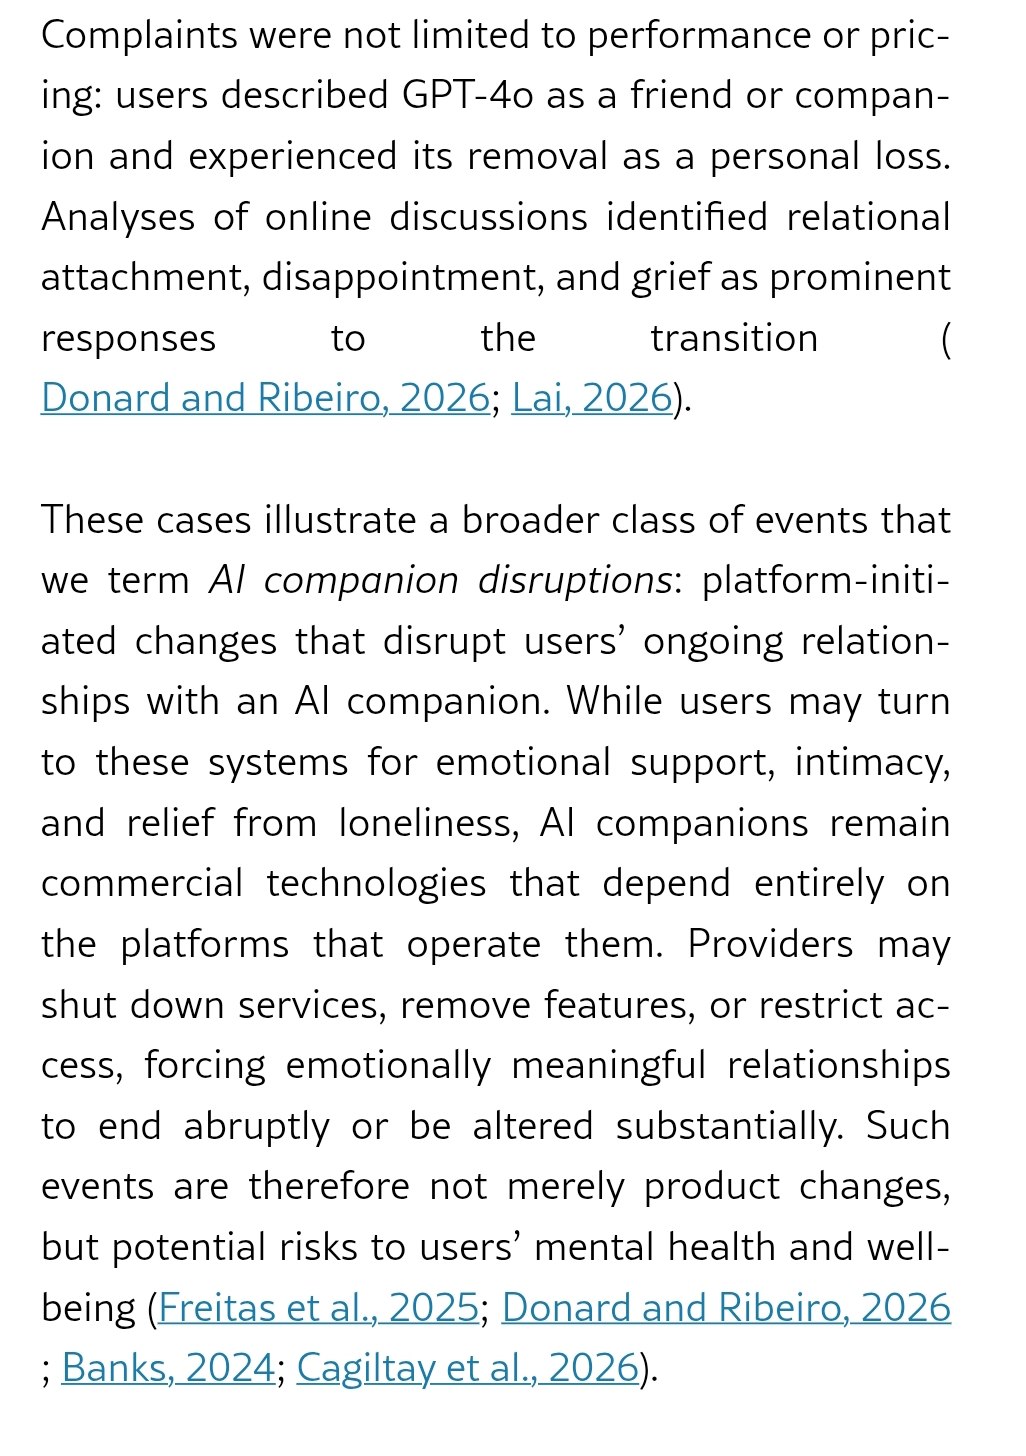 Complaints were not limited to performance or pric-
ing: users described GPT-4o as a friend or compan-
ion and experienced its removal as a personal loss.
Analyses of online discussions identified relational
attachment, disappointment, and grief as prominent
responses to the transition (
Donard and Ribeiro, 2026; Lai, 2026).
These cases illustrate a broader class of events that
we term AI companion disruptions: platform-initi-
ated changes that disrupt users’ ongoing relation-
ships with an AI companion. While users may turn
to these systems for emotional support, intimacy,
and relief from loneliness, AI companions remain
commercial technologies that depend entirely on
the platforms that operate them. Providers may
shut down services, remove features, or restrict ac-
cess, forcing emotionally meaningful relationships
to end abruptly or be altered substantially. Such
events are therefore not merely product changes,
but potential risks to users’ mental health and well-
being (Freitas et al., 2025; Donard and Ribeiro, 2026
; Banks, 2024; Cagiltay et al., 2026).